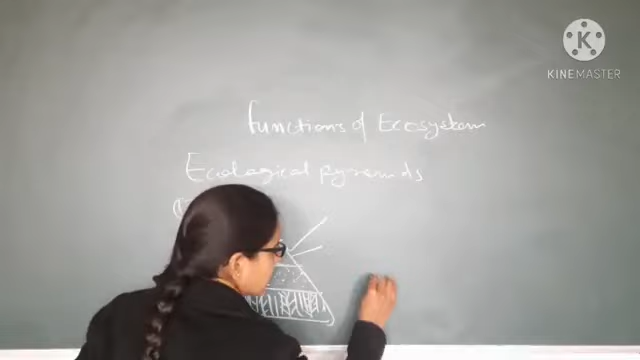 K
KINEMASTER
functions of Ecosystem
Ecological pyramids